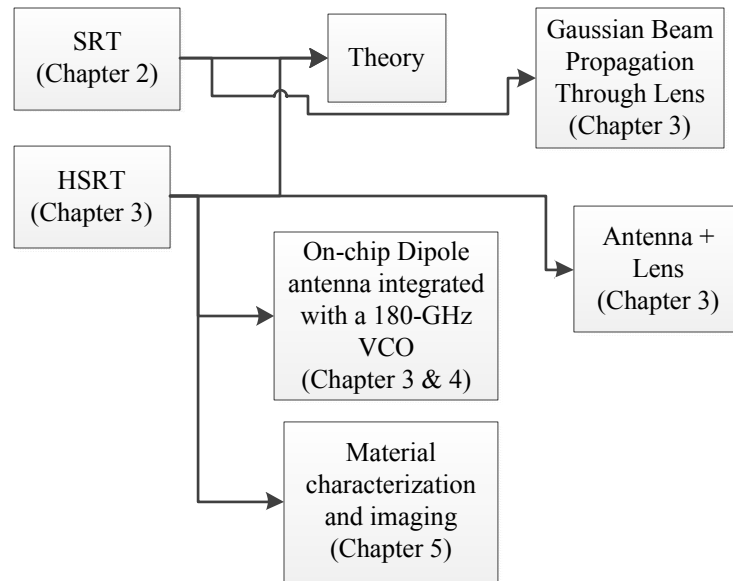 SRT
(Chapter 2)
Theory
Gaussian Beam
Propagation
Through Lens
(Chapter 3)
HSRT
(Chapter 3)
Antenna +
Lens
(Chapter 3)
On-chip Dipole
antenna integrated
with a 180-GHz
VCO
(Chapter 3 & 4)
Material
characterization
and imaging
(Chapter 5)